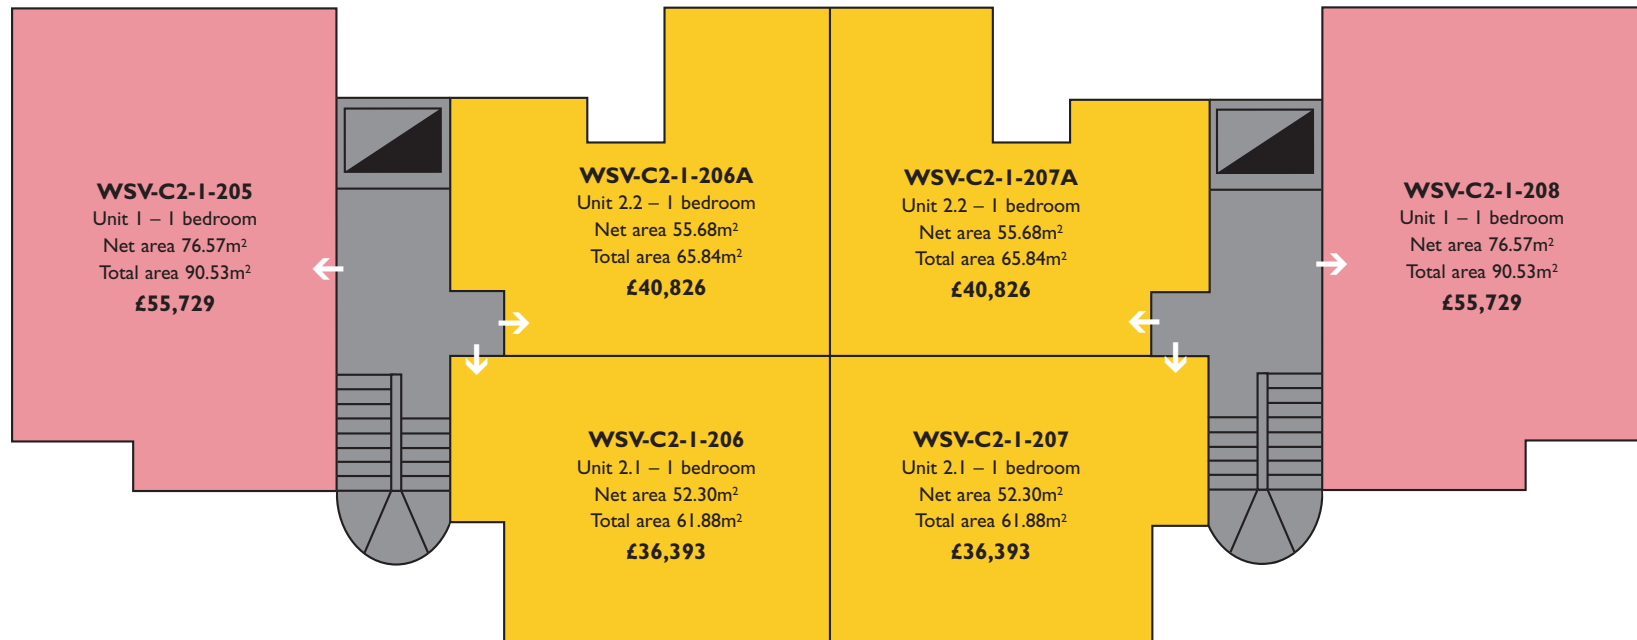 WSV-C2-1-205
Unit 1 – 1 bedroom
Net area 76.57m²
Total area 90.53m²
£55,729
WSV-C2-1-206A
Unit 2.2 – 1 bedroom
Net area 55.68m²
Total area 65.84m²
£40,826
WSV-C2-1-207A
Unit 2.2 – 1 bedroom
Net area 55.68m²
Total area 65.84m²
£40,826
WSV-C2-1-208
Unit 1 – 1 bedroom
Net area 76.57m²
Total area 90.53m²
£55,729
WSV-C2-1-206
Unit 2.1 – 1 bedroom
Net area 52.30m²
Total area 61.88m²
£36,393
WSV-C2-1-207
Unit 2.1 – 1 bedroom
Net area 52.30m²
Total area 61.88m²
£36,393